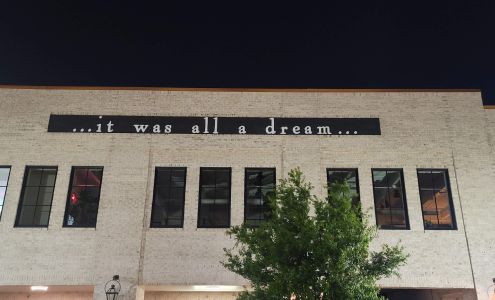 ...it was all a dream...